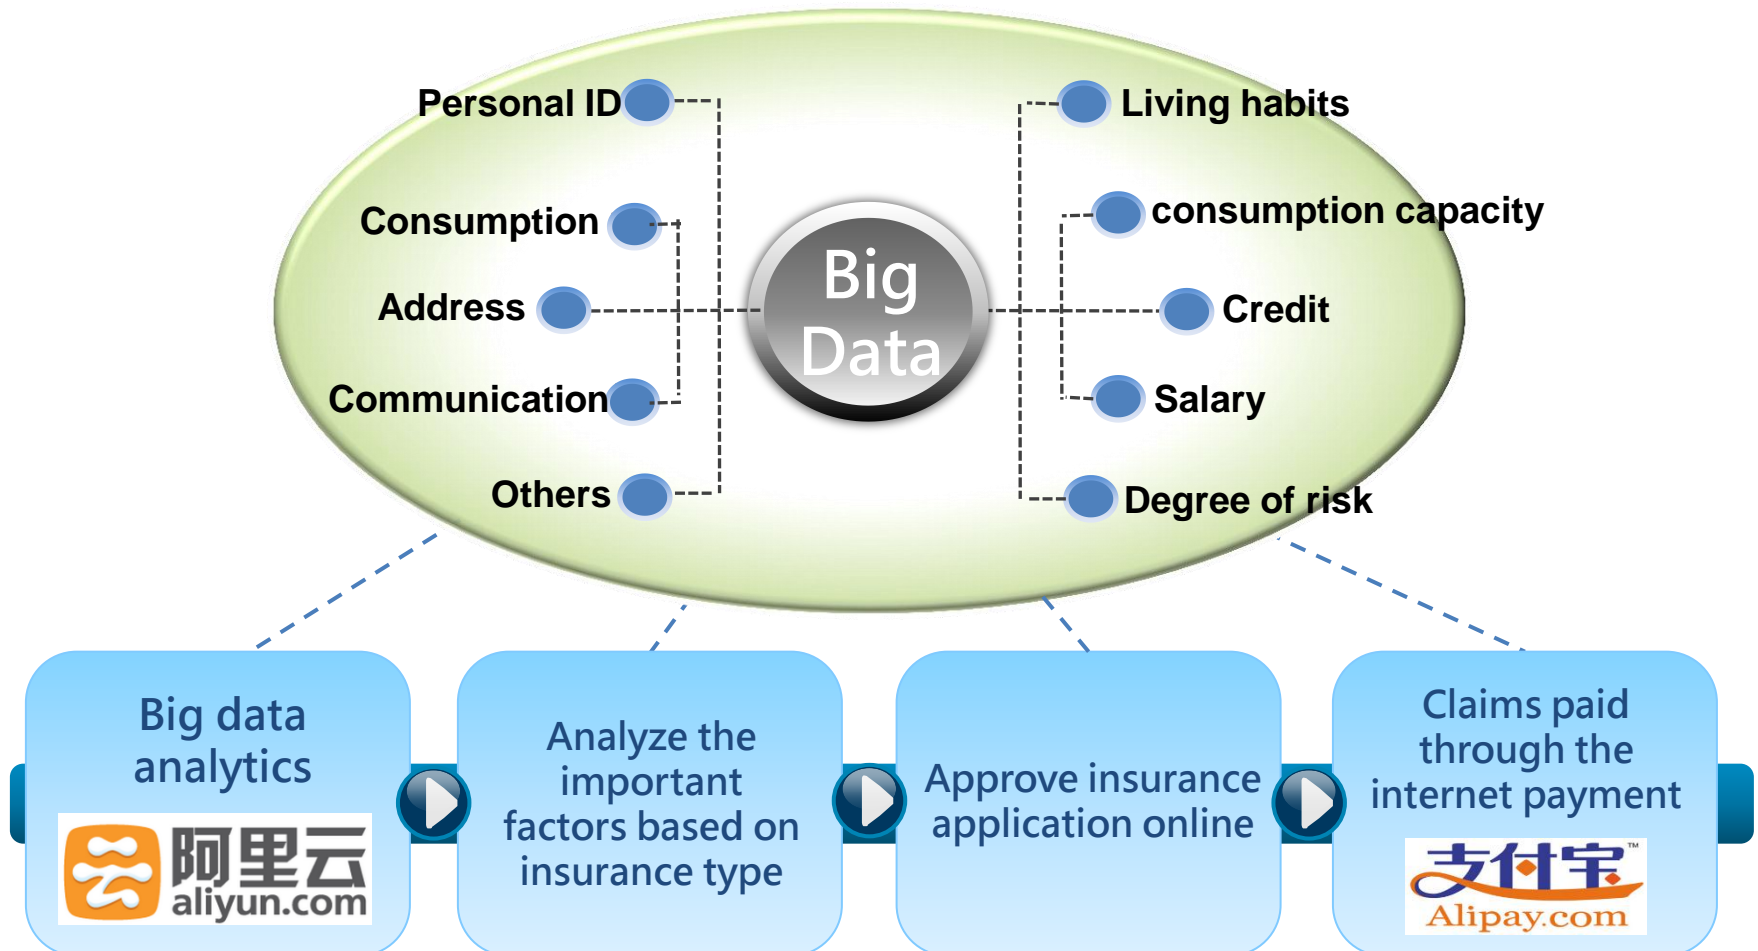 Personal ID
Consumption
Address
Communication
Others
Big
Data
Living habits
consumption capacity
Credit
Salary
Degree of risk
Big data
analytics
阿里云
aliyun.com
Analyze the
important
factors based on
insurance type
Approve insurance
application online
Claims paid
through the
internet payment
支付宝™
Alipay.com